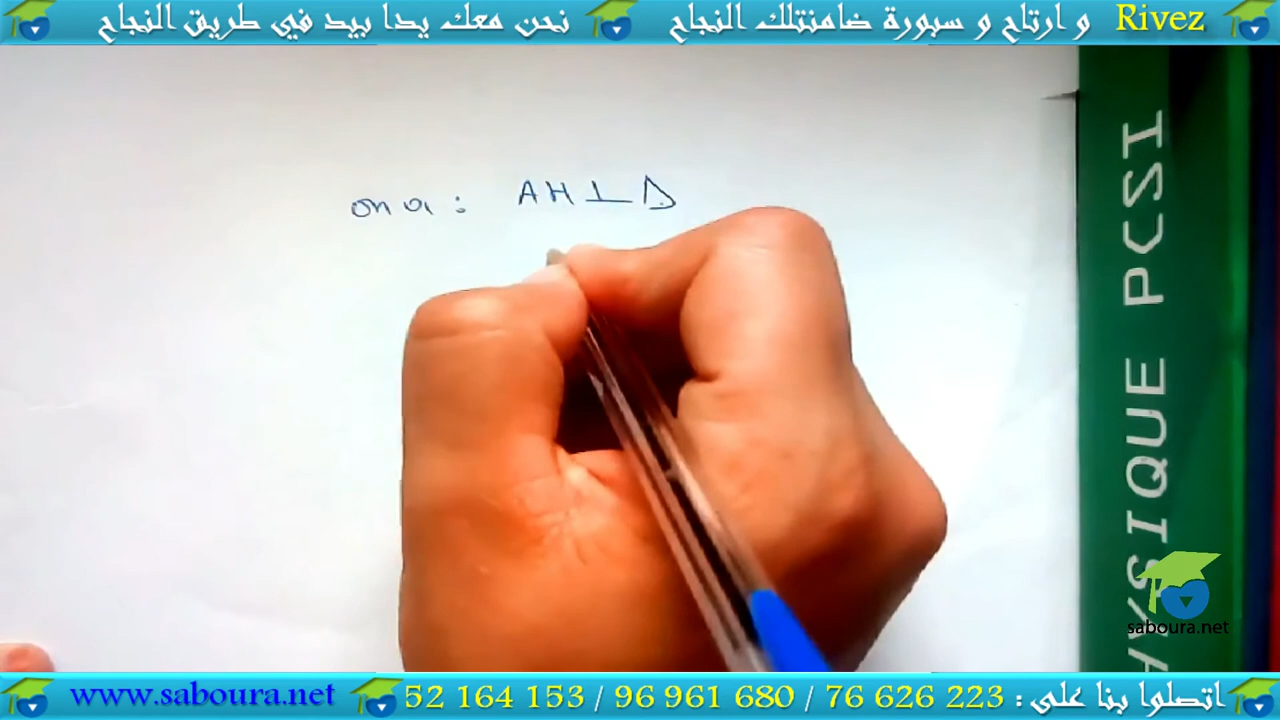 Rivez و ارتاح و سبورة ضامنتلك النجاح
نحن معك يدا بيد في طريق النجاح
on a : AH ⊥ Δ
PHYSIQUE PCSI
saboura.net
اتصلوا بنا على : 52 164 153 / 96 961 680 / 76 626 223
www.saboura.net